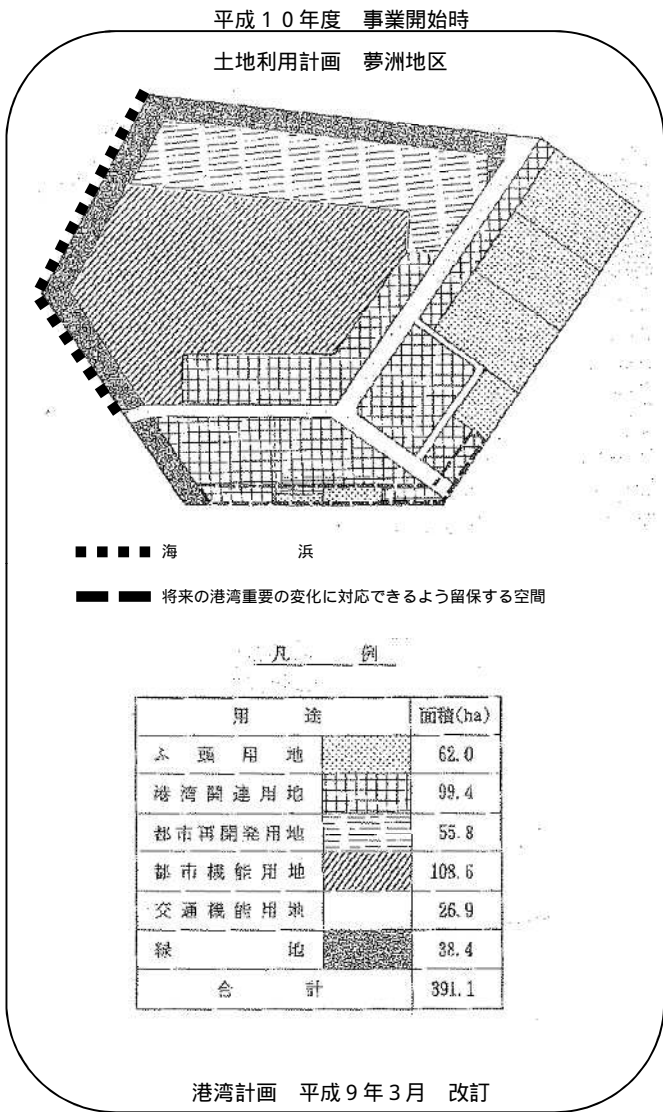 平成10年度 事業開始時
土地利用計画 夢洲地区
海 浜
将来の港湾重要の変化に対応できるよう留保する空間
凡 例
用 途 面積(ha)
ふ頭用地 62.0
港湾関連用地 99.4
都市再開発用地 55.8
都市機能用地 108.6
交通機能用地 26.9
緑 地 38.4
合 計 391.1
港湾計画 平成9年3月 改訂